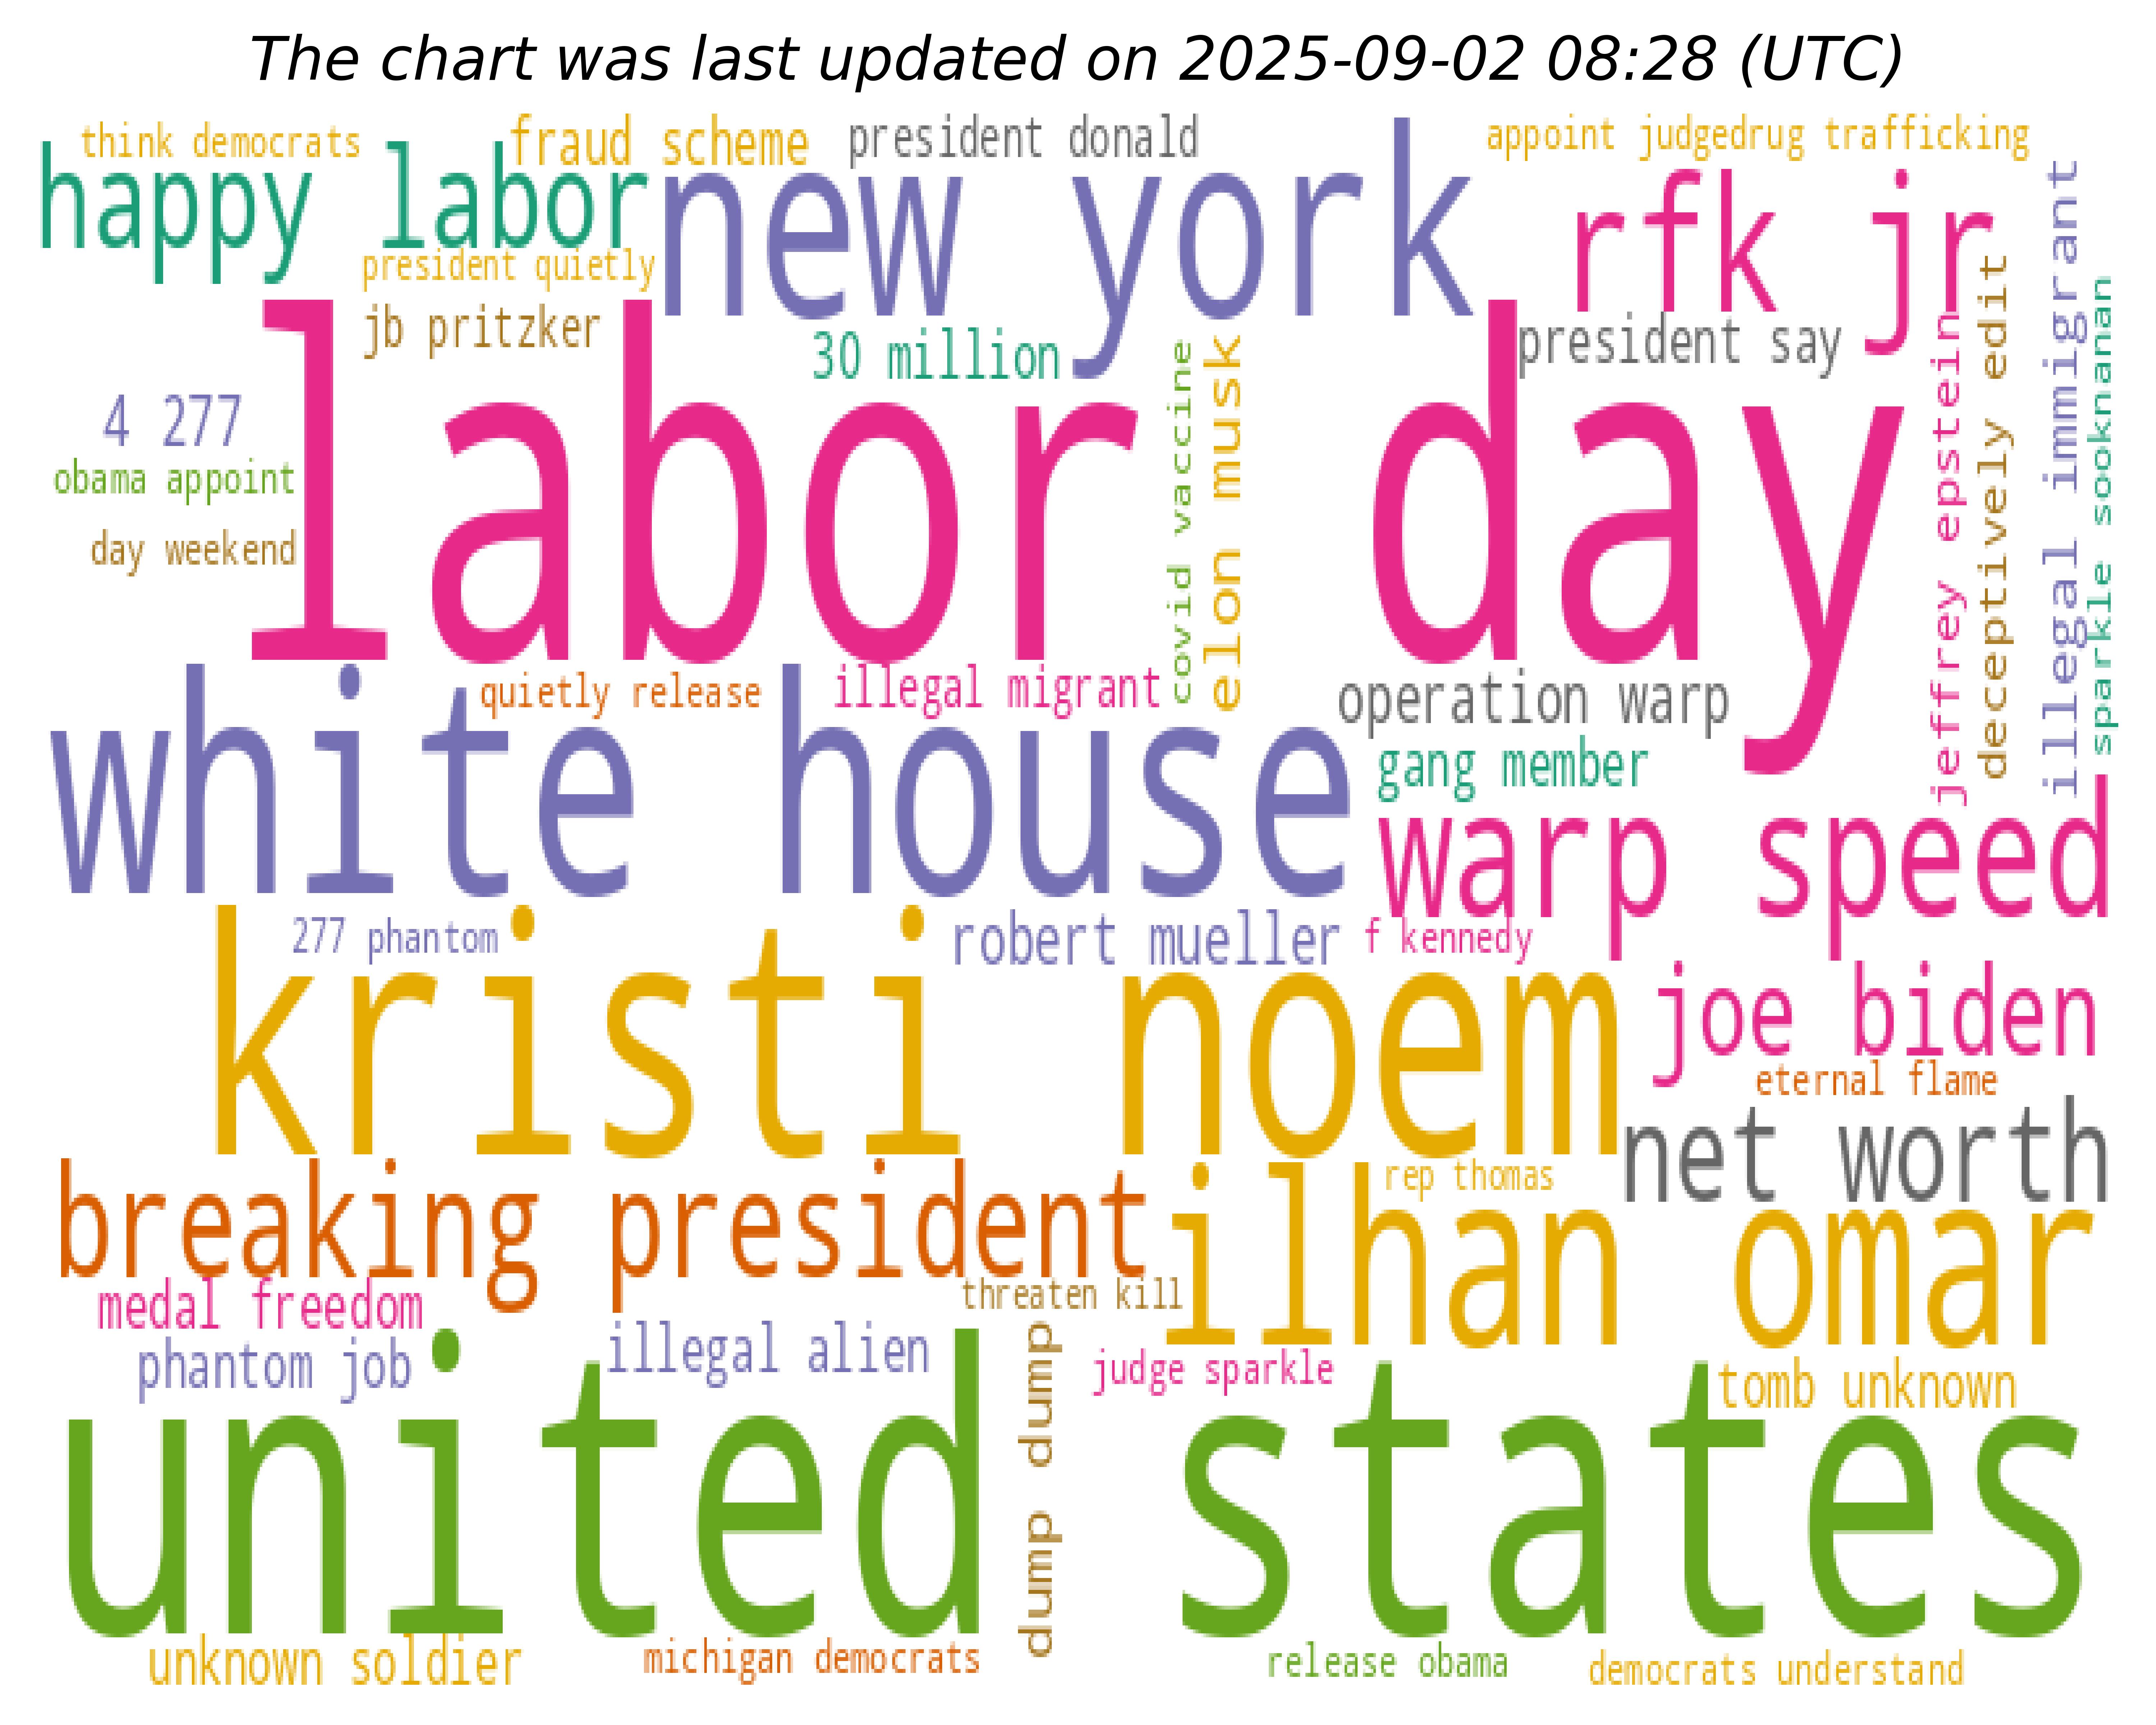 The chart was last updated on 2025-09-02 08:28 (UTC)
think democrats
fraud scheme
president donald
appoint judge
drug trafficking
happy labor
new york
rfk jr
president quietly
jb pritzker
30 million
president say
4 277
labor day
obama appoint
day weekend
covid vaccine
elon musk
jeffrey epstein
deceptively edit
illegal immigrant
sparkle sooknanan
quietly release
illegal migrant
operation warp
white house
gang member
warp speed
277 phantom
robert mueller
f kennedy
kristi noem
joe biden
eternal flame
net worth
breaking president
rep thomas
ilhan omar
medal freedom
threaten kill
phantom job
illegal alien
dump dump
judge sparkle
tomb unknown
united states
unknown soldier
michigan democrats
release obama
democrats understand